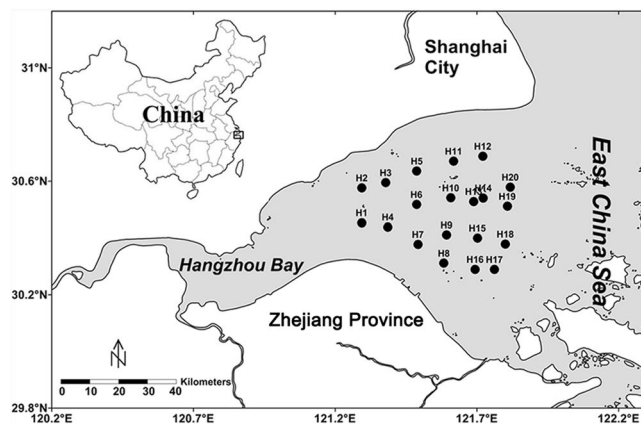 Shanghai
City
31°N
China
H12
H11
H5
H3
H2
H20
30.6°N
H10
H13
H14
H6
H19
H1
H4
H9
H15
H18
H7
H8
H16
H17
East China Sea
Hangzhou Bay
30.2°N
Zhejiang Province
N
0 10 20 30 40 Kilometers
29.8°N
120.2°E
120.7°E
121.2°E
121.7°E
122.2°E